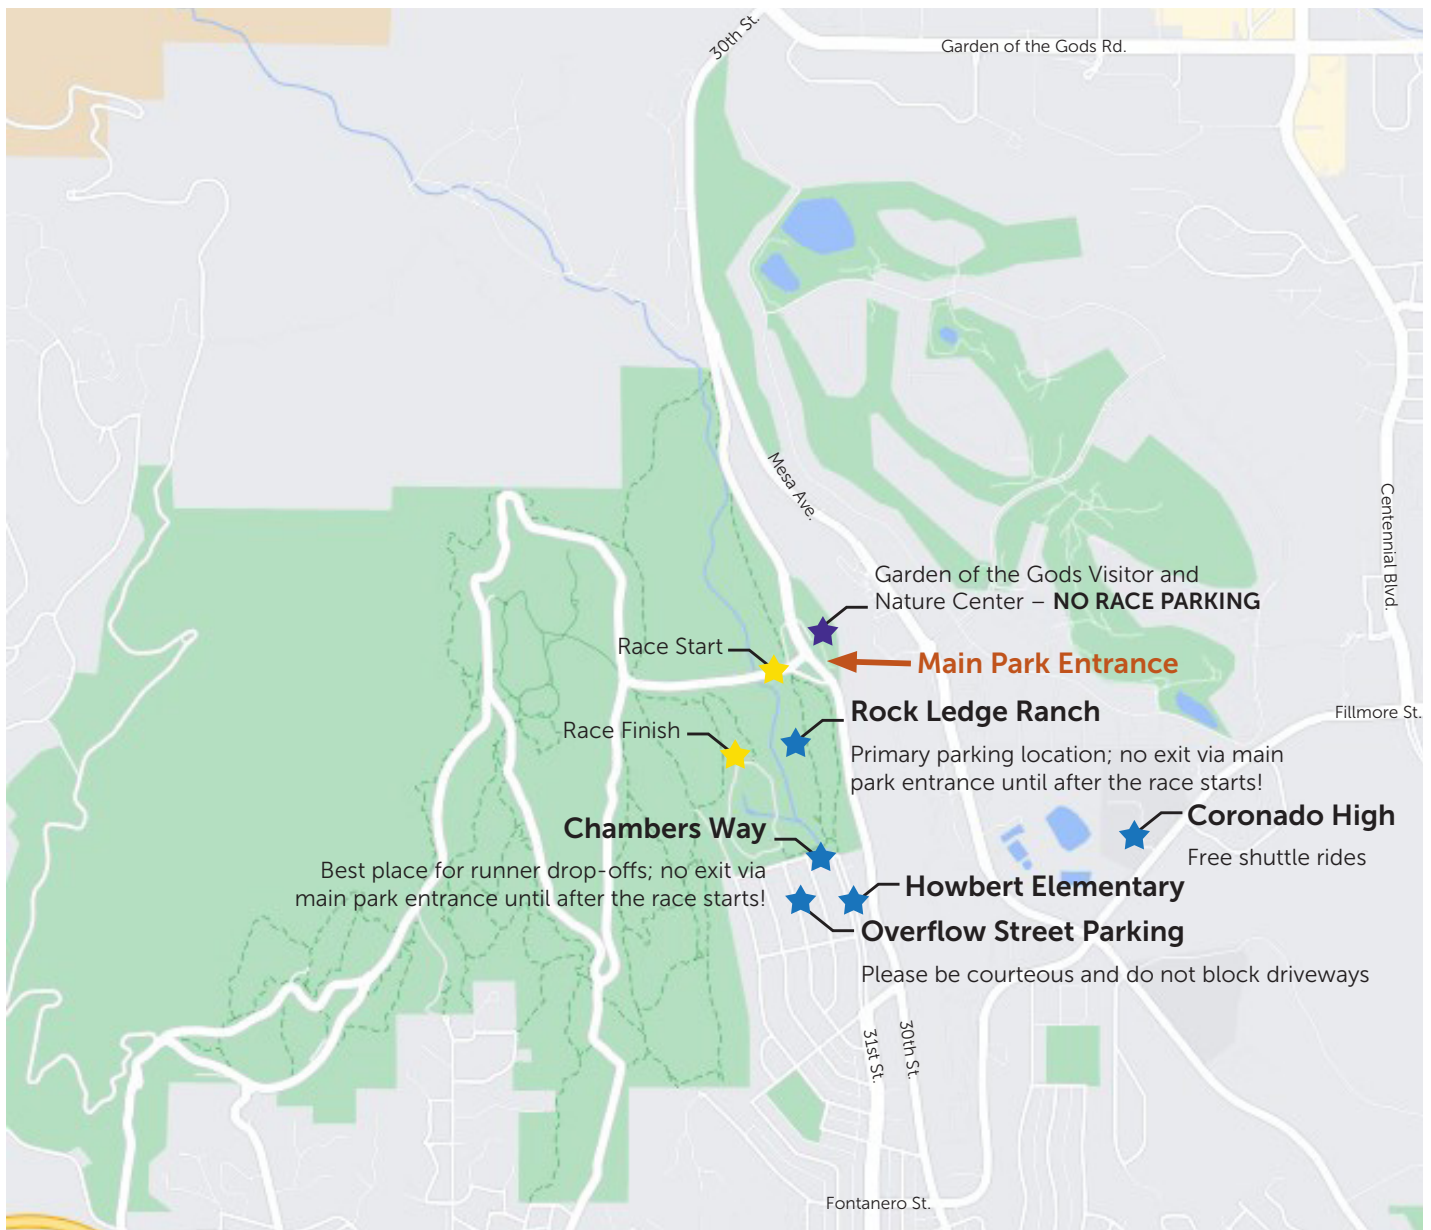 30th St.
Garden of the Gods Rd.
Mesa Ave.
Centennial Blvd.
Garden of the Gods Visitor and
Nature Center – NO RACE PARKING
Race Start
Main Park Entrance
Rock Ledge Ranch
Fillmore St.
Race Finish
Primary parking location; no exit via main
park entrance until after the race starts!
Coronado High
Free shuttle rides
Chambers Way
Best place for runner drop-offs; no exit via
main park entrance until after the race starts!
Howbert Elementary
Overflow Street Parking
Please be courteous and do not block driveways
31st St.
30th St.
Fontanero St.